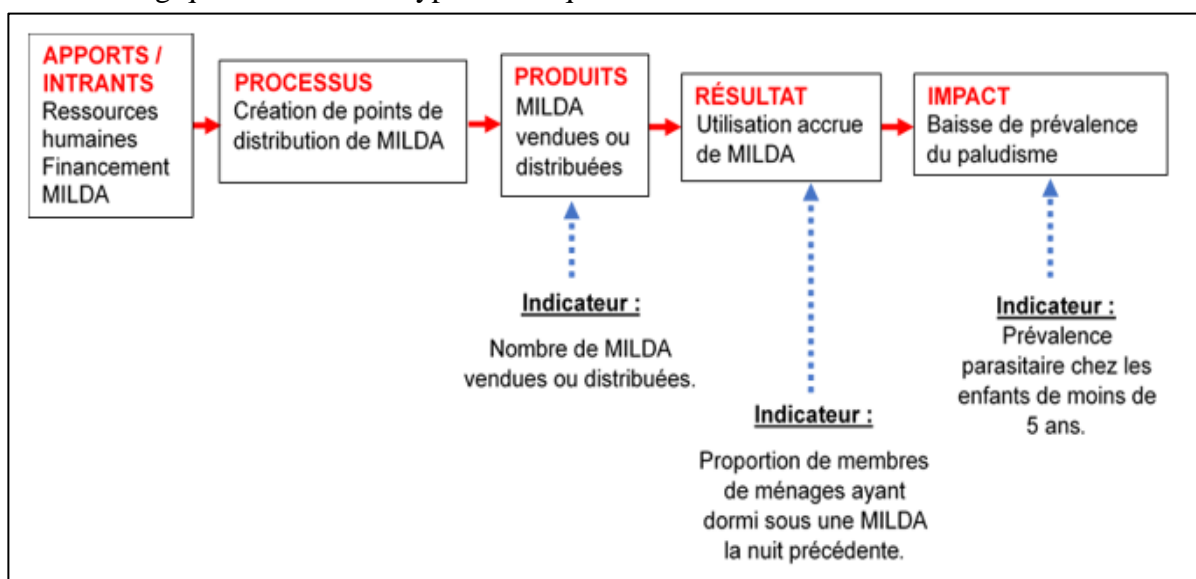 APPORTS /
INTRANTS
Ressources
humaines
Financement
MILDA
PROCESSUS
Création de points de
distribution de MILDA
PRODUITS
MILDA
vendues ou
distribuées
RÉSULTAT
Utilisation accrue
de MILDA
IMPACT
Baisse de prévalence
du paludisme
Indicateur :
Nombre de MILDA
vendues ou distribuées.
Indicateur :
Proportion de membres
de ménages ayant
dormi sous une MILDA
la nuit précédente.
Indicateur :
Prévalence
parasitaire chez les
enfants de moins de
5 ans.